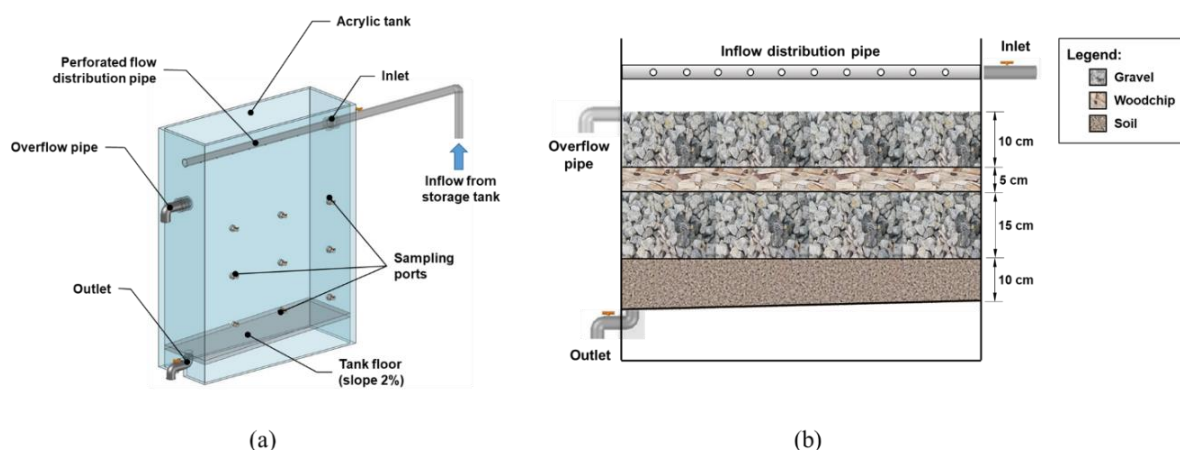 Acrylic tank
Perforated flow
distribution pipe
Inlet
Overflow pipe
Inflow from
storage tank
Sampling
ports
Outlet
Tank floor
(slope 2%)
(a)
Inflow distribution pipe
Inlet
Overflow
pipe
10 cm
5 cm
15 cm
10 cm
Outlet
(b)
Legend:
Gravel
Woodchip
Soil